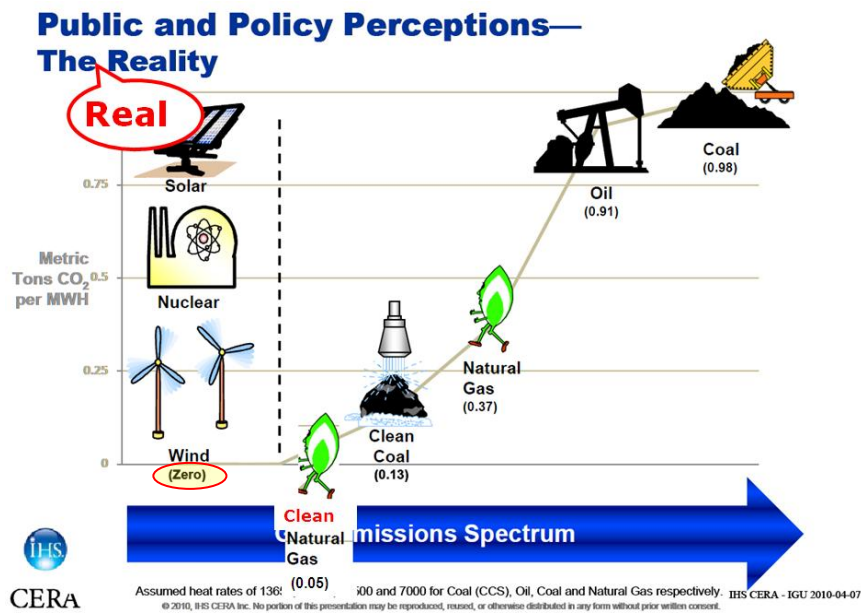 Public and Policy Perceptions—
The Reality
Real
Solar
0.75
Nuclear
Metric
Tons CO2
per MWH
0.5
0.25
0
Wind
(Zero)
Clean
Natural
Gas
(0.05)
Clean
Coal
(0.13)
Natural
Gas
(0.37)
Oil
(0.91)
Coal
(0.98)
missions Spectrum
IHS
CERA
Assumed heat rates of 136 00 and 7000 for Coal (CCS), Oil, Coal and Natural Gas respectively.
IHS CERA - IGU 2010-04-07
© 2010, IHS CERA Inc. No portion of this presentation may be reproduced, reused, or otherwise distributed in any form without prior written consent.